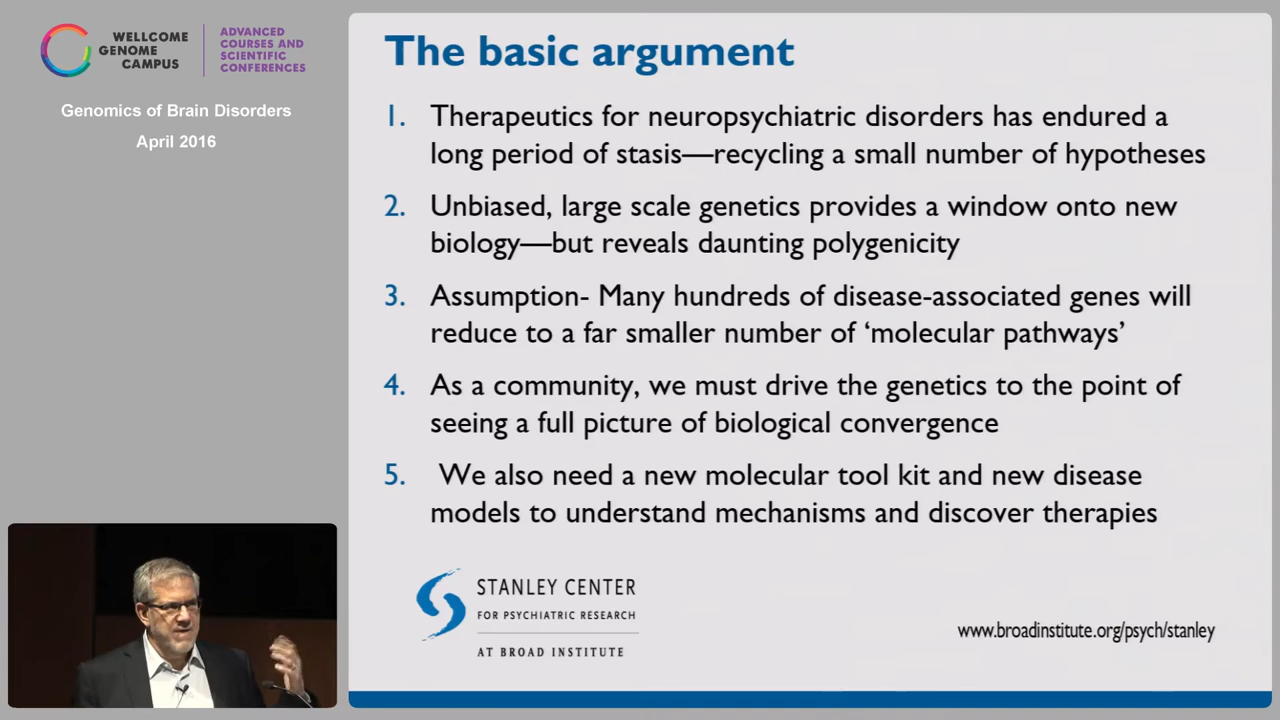 WELLCOME
GENOME
CAMPUS
ADVANCED
COURSES AND
SCIENTIFIC
CONFERENCES
Genomics of Brain Disorders
April 2016
The basic argument
1. Therapeutics for neuropsychiatric disorders has endured a
long period of stasis—recycling a small number of hypotheses
2. Unbiased, large scale genetics provides a window onto new
biology—but reveals daunting polygenicity
3. Assumption- Many hundreds of disease-associated genes will
reduce to a far smaller number of ‘molecular pathways’
4. As a community, we must drive the genetics to the point of
seeing a full picture of biological convergence
5. We also need a new molecular tool kit and new disease
models to understand mechanisms and discover therapies
STANLEY CENTER
FOR PSYCHIATRIC RESEARCH
AT BROAD INSTITUTE
www.broadinstitute.org/psych/stanley